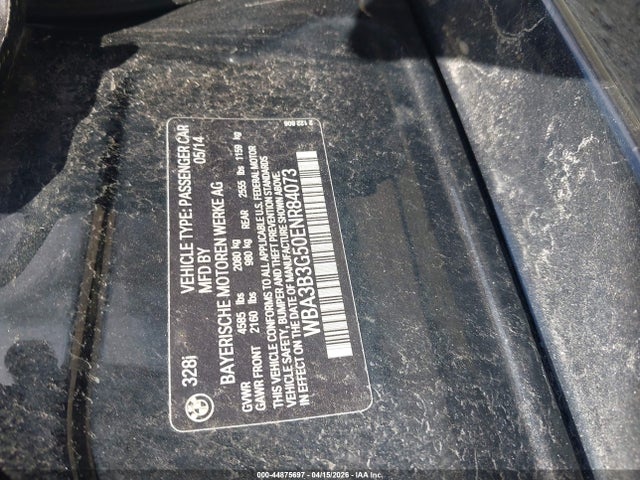 328i
VEHICLE TYPE: PASSENGER CAR
MFD BY 05/14
BAYERISCHE MOTOREN WERKE AG
GVWR 4585 lbs 2080 kg
GAWR FRONT 2160 lbs 980 kg REAR 2555 lbs 1159 kg
THIS VEHICLE CONFORMS TO ALL APPLICABLE U.S. FEDERAL MOTOR
VEHICLE SAFETY, BUMPER AND THEFT PREVENTION STANDARDS
IN EFFECT ON THE DATE OF MANUFACTURE SHOWN ABOVE.
WBA3B3G50ENR84073
000-44875697 - 04/15/2026 - IAA Inc.